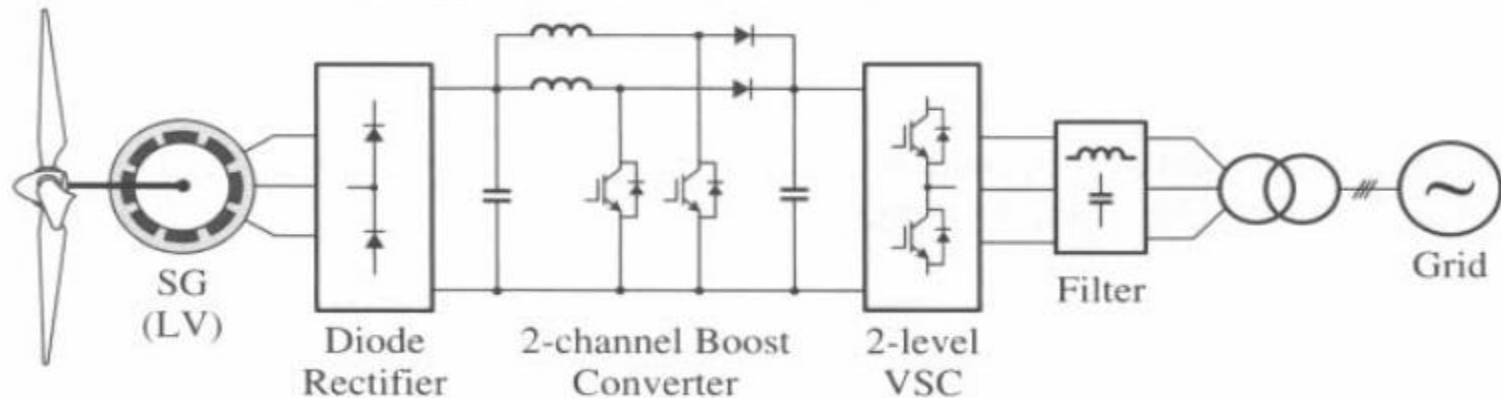 SG
(LV)
Diode
Rectifier
2-channel Boost
Converter
2-level
VSC
Filter
Grid